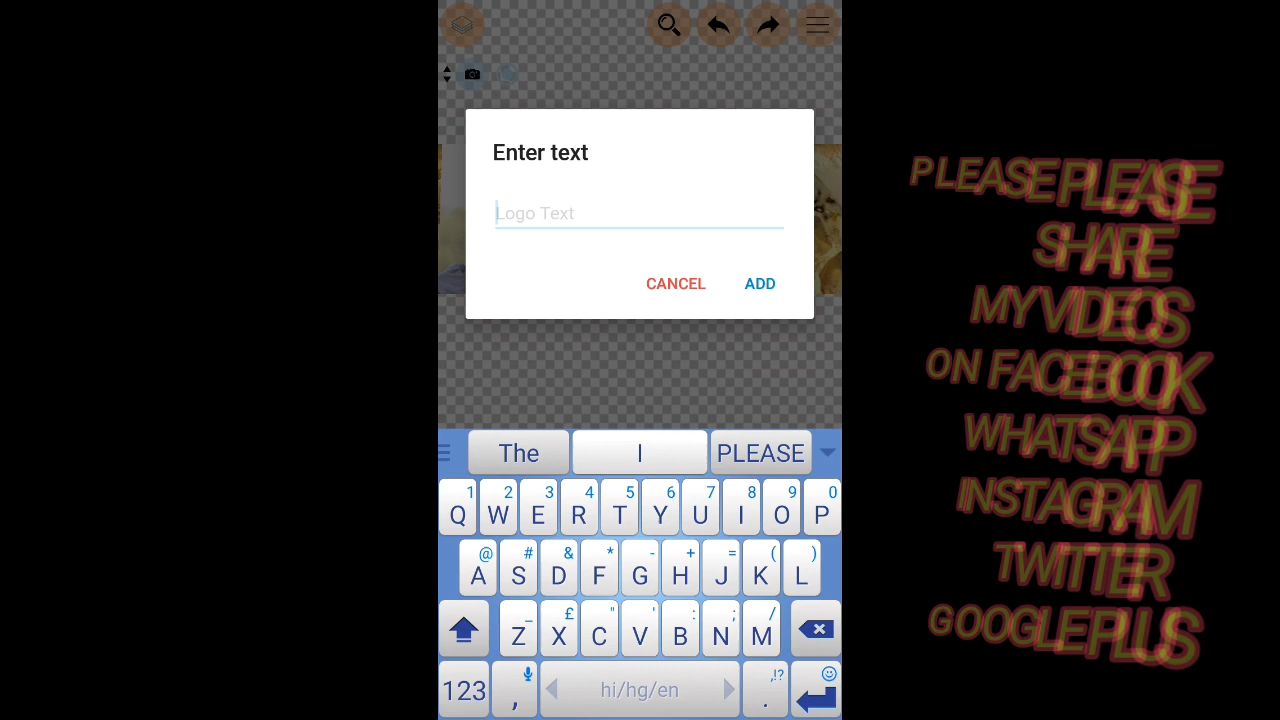 Enter text
Logo Text
CANCEL ADD
The I PLEASE
1 2 3 4 5 6 7 8 9 0
Q W E R T Y U I O P
@ # & * - + = ( )
A S D F G H J K L
_ £ " ' : ; /
Z X C V B N M
123 , hi/hg/en ,!? .
PLEASE PLEASE
SHARE
MY VIDEOS
ON FACEBOOK
WHATSAPP
INSTAGRAM
TWITTER
GOOGLEPLUS